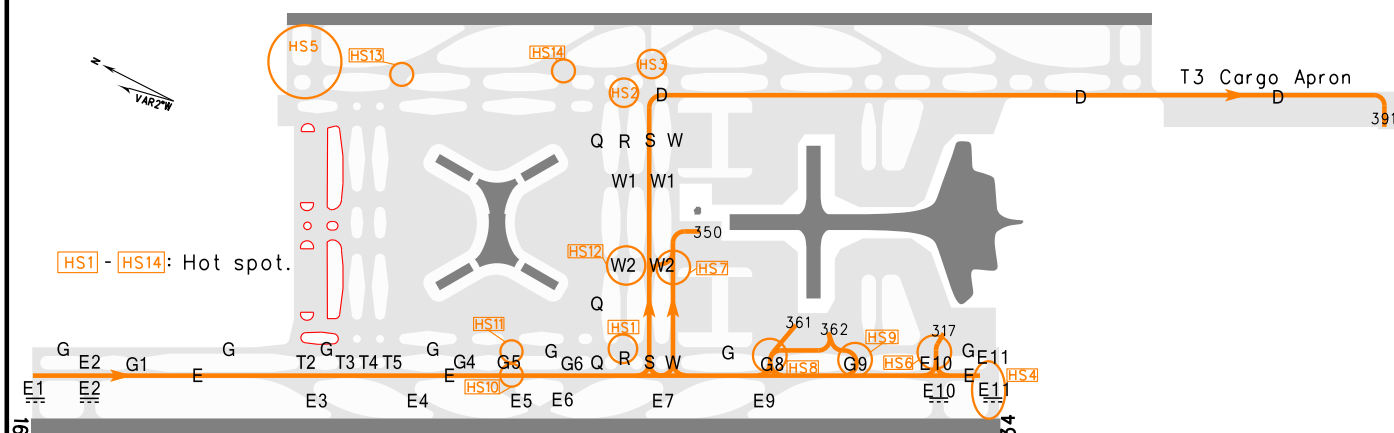 HS5
HS13
HS14
HS3
N
VAR2°W
HS2
D
T3 Cargo Apron
D
D
391
Q
R
S
W
W1
W1
350
HS1 - HS14: Hot spot.
HS12
W2
W2
HS7
Q
HS11
HS1
361
362
317
HS9
G
G
G
G
G
G
G
E2
G1
T2
T3
T4
T5
G4
G5
G6
Q
R
S
W
G8
HS8
G9
HS6
E10
E11
E
E
E
HS10
HS4
E1
E2
E3
E4
E5
E6
E7
E9
E10
E11
16
34